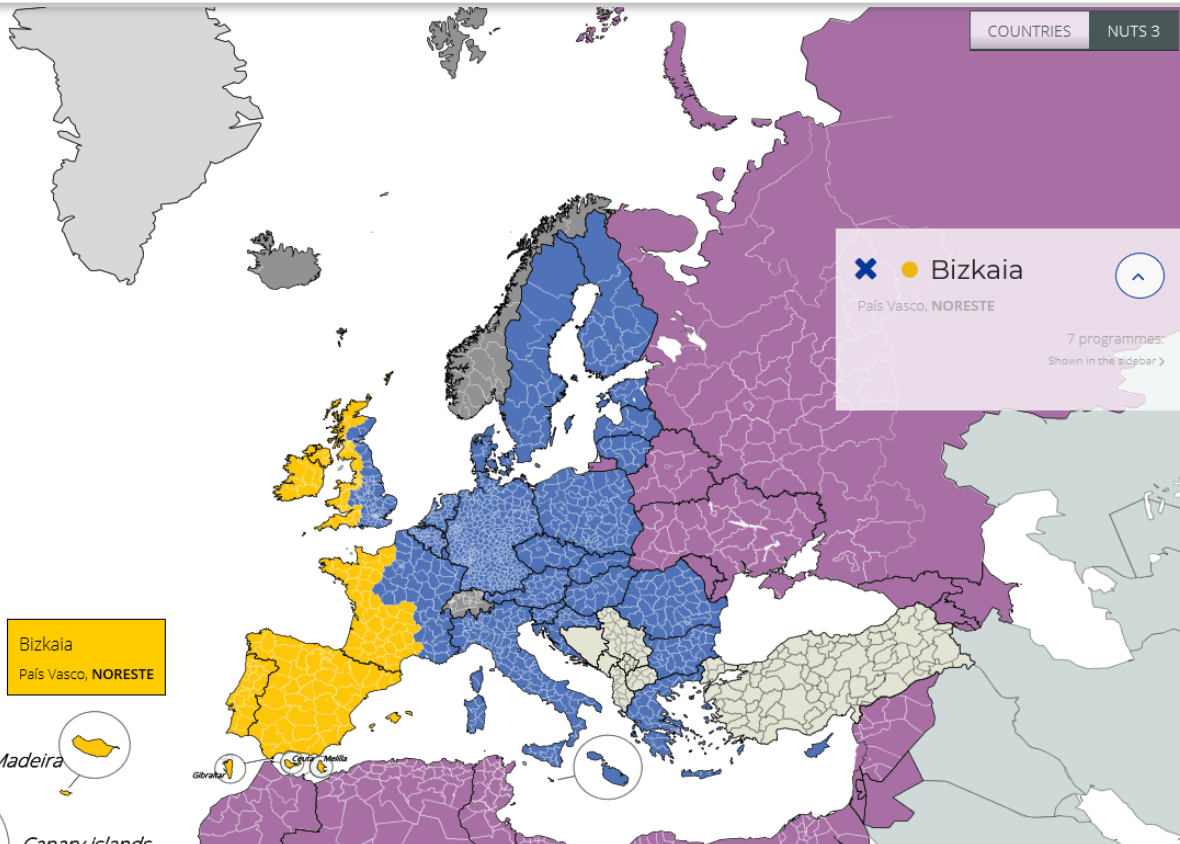 COUNTRIES NUTS 3
Bizkaia
País Vasco, NORESTE
7 programmes:
Shown in the sidebar
Bizkaia
País Vasco, NORESTE
Madeira
Gibraltar
Ceuta
Melilla
Canary islands